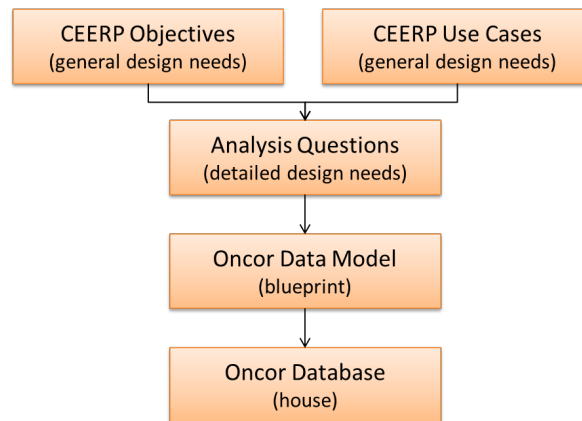 CEERP Objectives
(general design needs)
CEERP Use Cases
(general design needs)
Analysis Questions
(detailed design needs)
Oncor Data Model
(blueprint)
Oncor Database
(house)